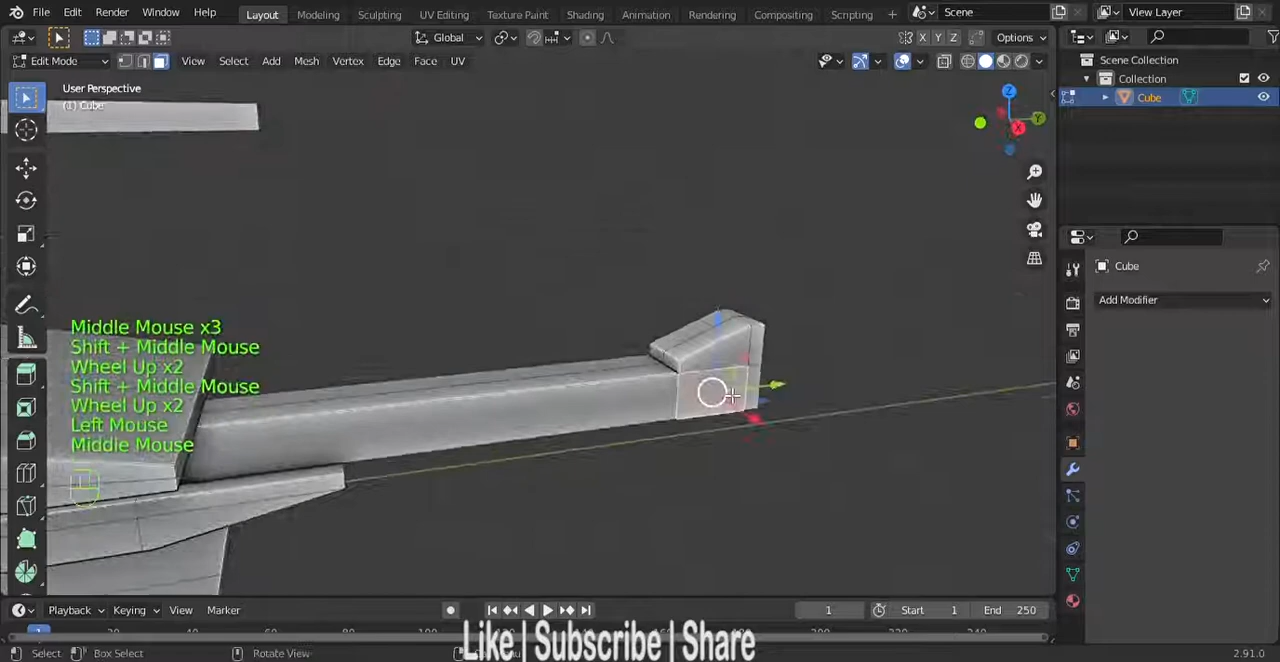 File Edit Render Window Help Layout Modeling Sculpting UV Editing Texture Paint Shading Animation Rendering Compositing Scripting + Scene View Layer
Global X Y Z Options
Edit Mode View Select Add Mesh Vertex Edge Face UV
Scene Collection
Collection
Cube
User Perspective
(1) Cube
Z
Y
X
Cube
Add Modifier
Middle Mouse x3
Shift + Middle Mouse
Wheel Up x2
Shift + Middle Mouse
Wheel Up x2
Left Mouse
Middle Mouse
Playback Keying View Marker 1 Start 1 End 250
1
Like | Subscribe | Share
Select Box Select Rotate View 2.91.0